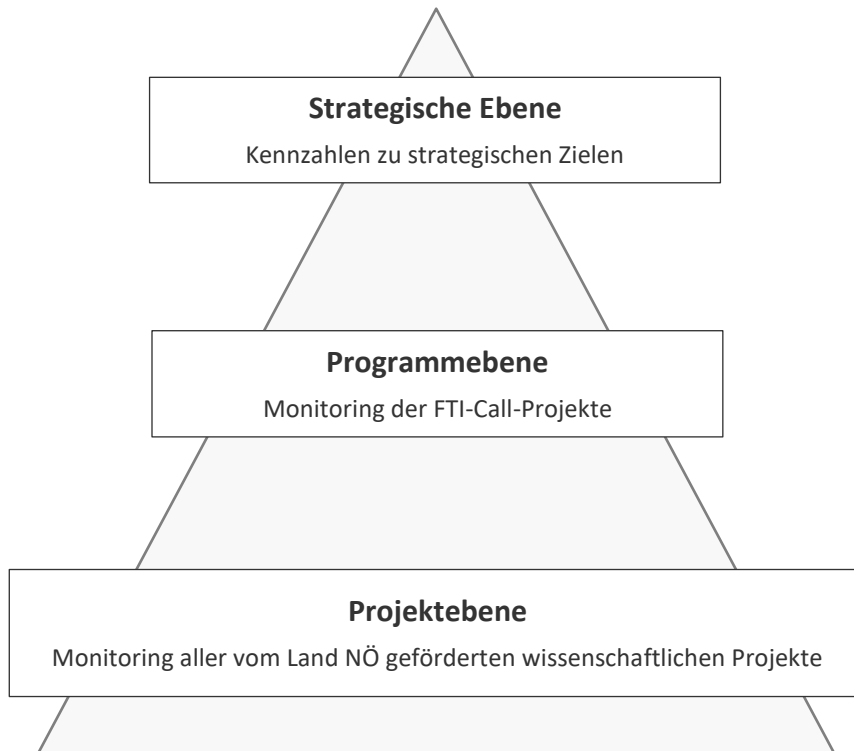 Strategische Ebene
Kennzahlen zu strategischen Zielen
Programmebene
Monitoring der FTI-Call-Projekte
Projektebene
Monitoring aller vom Land NÖ geförderten wissenschaftlichen Projekte